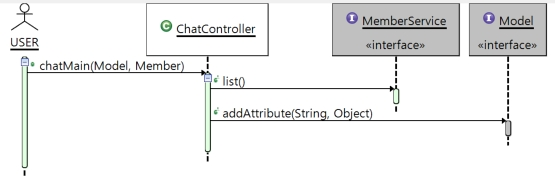 USER
C ChatController
I MemberService
«interface»
I Model
«interface»
chatMain(Model, Member)
list()
addAttribute(String, Object)